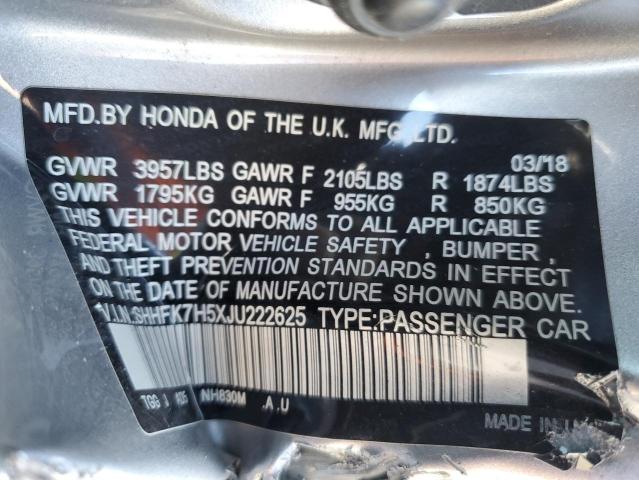 MFD.BY HONDA OF THE U.K. MFG.,LTD.
03/18
GVWR 3957LBS GAWR F 2105LBS R 1874LBS
GVWR 1795KG GAWR F 955KG R 850KG
THIS VEHICLE CONFORMS TO ALL APPLICABLE
FEDERAL MOTOR VEHICLE SAFETY , BUMPER ,
AND THEFT PREVENTION STANDARDS IN EFFECT
ON THE DATE OF MANUFACTURE SHOWN ABOVE.
V.I.N.:SHHFK7H5XJU222625 TYPE:PASSENGER CAR
TGG J NH830M .A .U
MADE IN